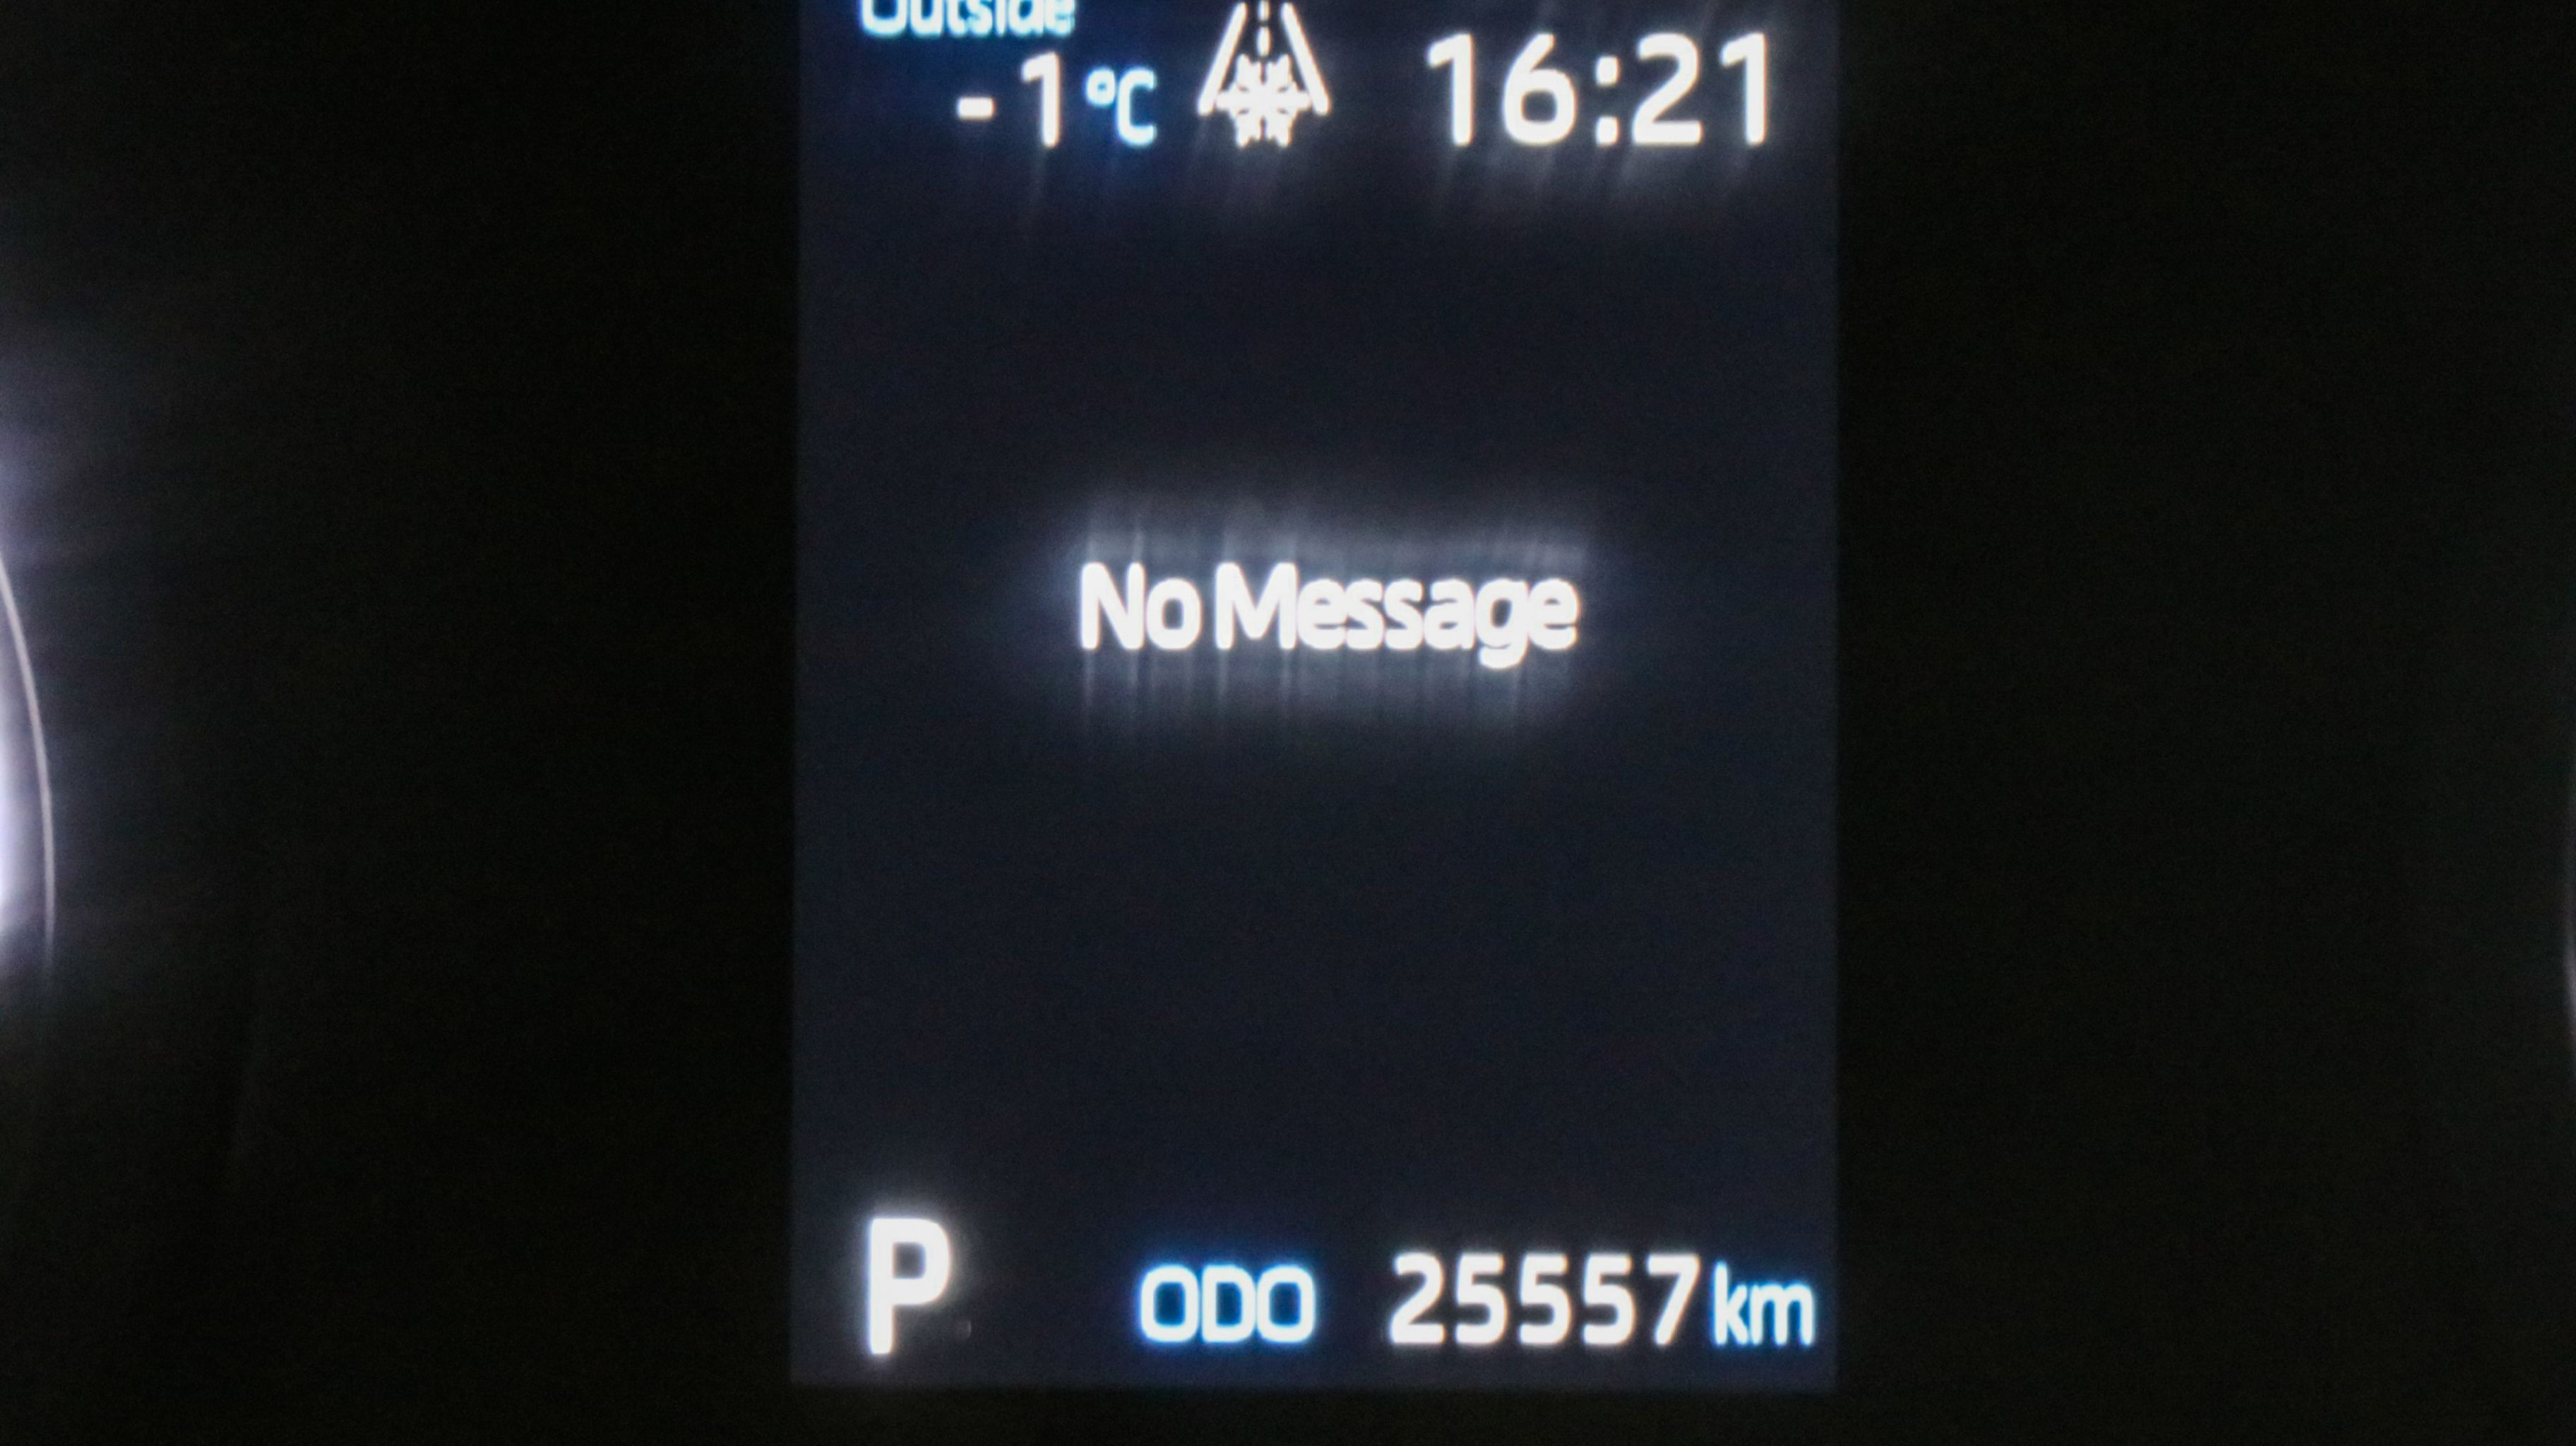 Outside
-1°C 16:21
No Message
P ODO 25557 km